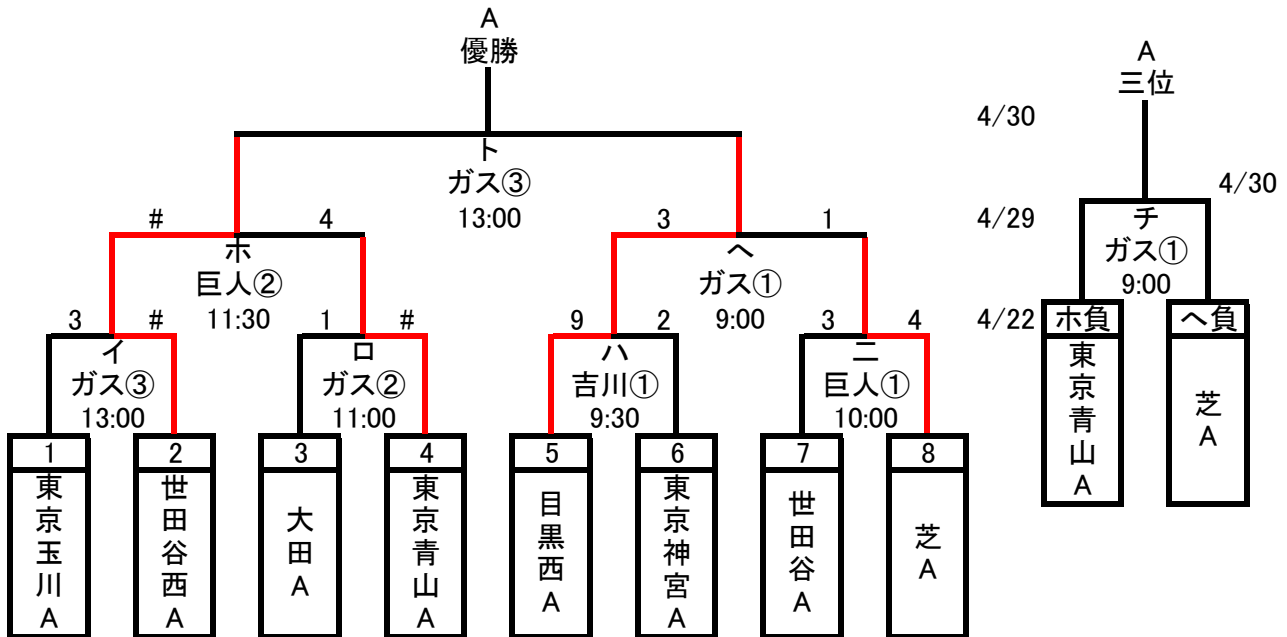 A
優勝
A
三位
4/30
ト
ガス③
13:00
4/30
# 4
3 1
4/29
ホ
巨人②
11:30
ヘ
ガス①
9:00
チ
ガス①
9:00
3 #
1 #
9 2
3 4
4/22
ホ負
ヘ負
イ
ガス③
13:00
ロ
ガス②
11:00
ハ
吉川①
9:30
ニ
巨人①
10:00
東京青山A
芝A
1
2
3
4
5
6
7
8
東京玉川A
世田谷西A
大田A
東京青山A
目黒西A
東京神宮A
世田谷A
芝A